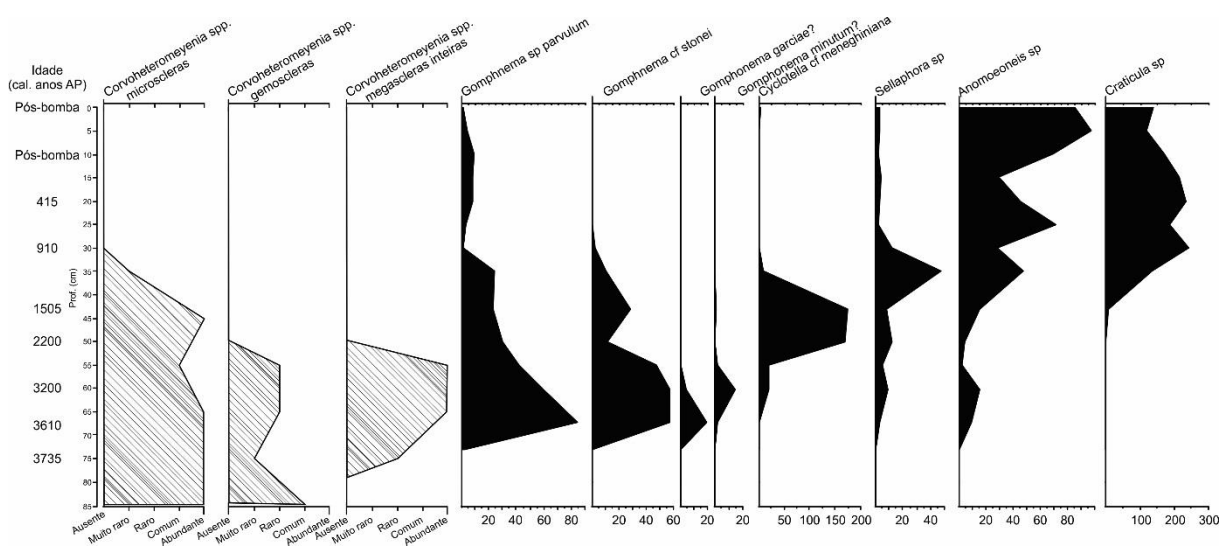 Idade
(cal. anos AP)
Corvoheteromeyenia spp.
microscleras
Corvoheteromeyenia spp.
gemoscleras
Corvoheteromeyenia spp.
megascleras inteiras
Gomphnema sp parvulum
Gomphnema cf stonei
Gomphonema garciae?
Gomphonema minutum?
Cyclotella cf meneghiniana
Sellaphora sp
Anomoeoneis sp
Craticula sp
Pós-bomba
Pós-bomba
415
910
1505
2200
3200
3610
3735
Prof. (cm)
0
5
10
15
20
25
30
35
40
45
50
55
60
65
70
75
80
85
Ausente
Muito raro
Raro
Comum
Abundante
Ausente
Muito raro
Raro
Comum
Abundante
Ausente
Muito raro
Raro
Comum
Abundante
20 40 60 80
20 40 60
20
20
50 100 150 200
20 40
20 40 60 80
100 200 300